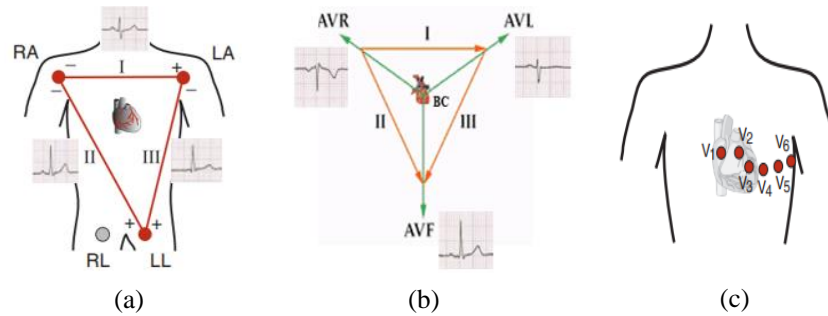 RA
LA
− I +
− −
II
III
+ +
RL
LL
(a)
AVR
I
AVL
BC
II
III
AVF
(b)
V1
V2
V3
V4
V5
V6
(c)